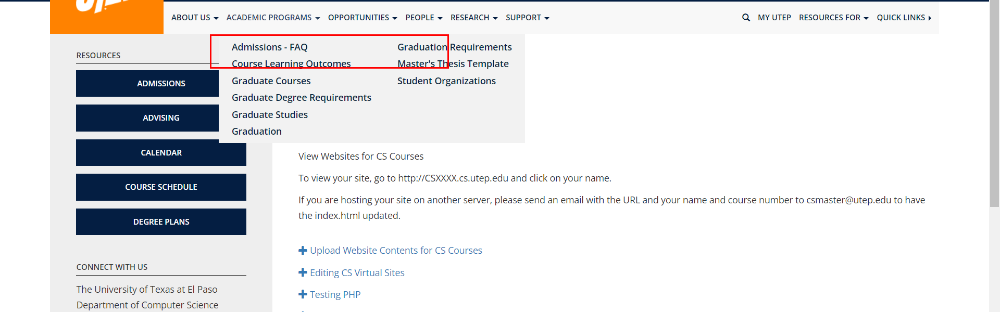 ABOUT US ACADEMIC PROGRAMS OPPORTUNITIES PEOPLE RESEARCH SUPPORT MY UTEP RESOURCES FOR QUICK LINKS
Admissions - FAQ
Course Learning Outcomes
Graduate Courses
Graduate Degree Requirements
Graduate Studies
Graduation
Graduation Requirements
Master's Thesis Template
Student Organizations
RESOURCES
ADMISSIONS
ADVISING
CALENDAR
COURSE SCHEDULE
DEGREE PLANS
CONNECT WITH US
The University of Texas at El Paso
Department of Computer Science
View Websites for CS Courses
To view your site, go to http://CSXXXX.cs.utep.edu and click on your name.
If you are hosting your site on another server, please send an email with the URL and your name and course number to csmaster@utep.edu to have
the index.html updated.
Upload Website Contents for CS Courses
Editing CS Virtual Sites
Testing PHP